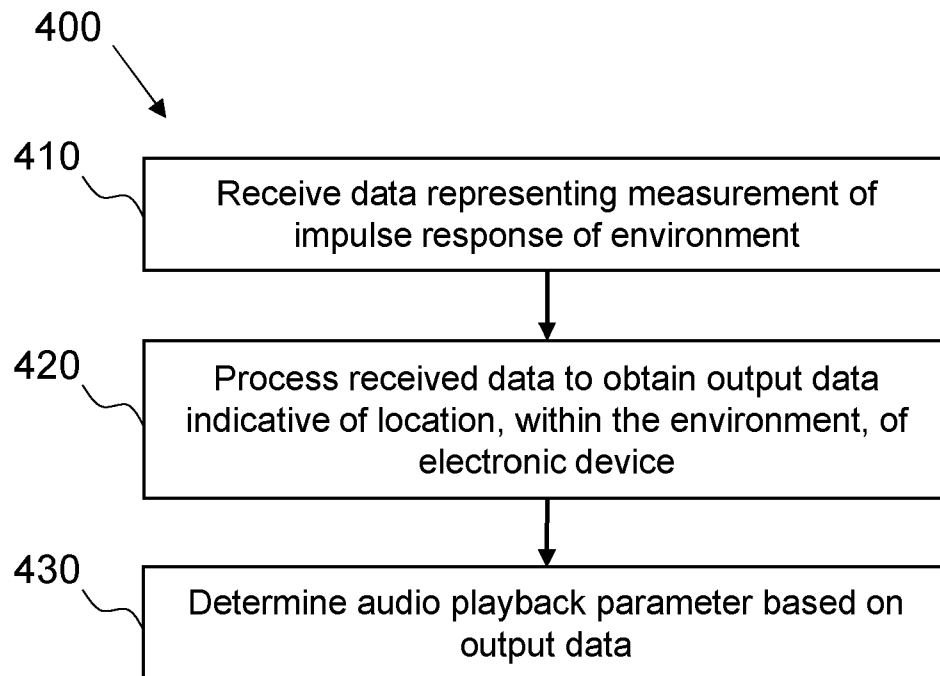 400
410
Receive data representing measurement of
impulse response of environment
420
Process received data to obtain output data
indicative of location, within the environment, of
electronic device
430
Determine audio playback parameter based on
output data